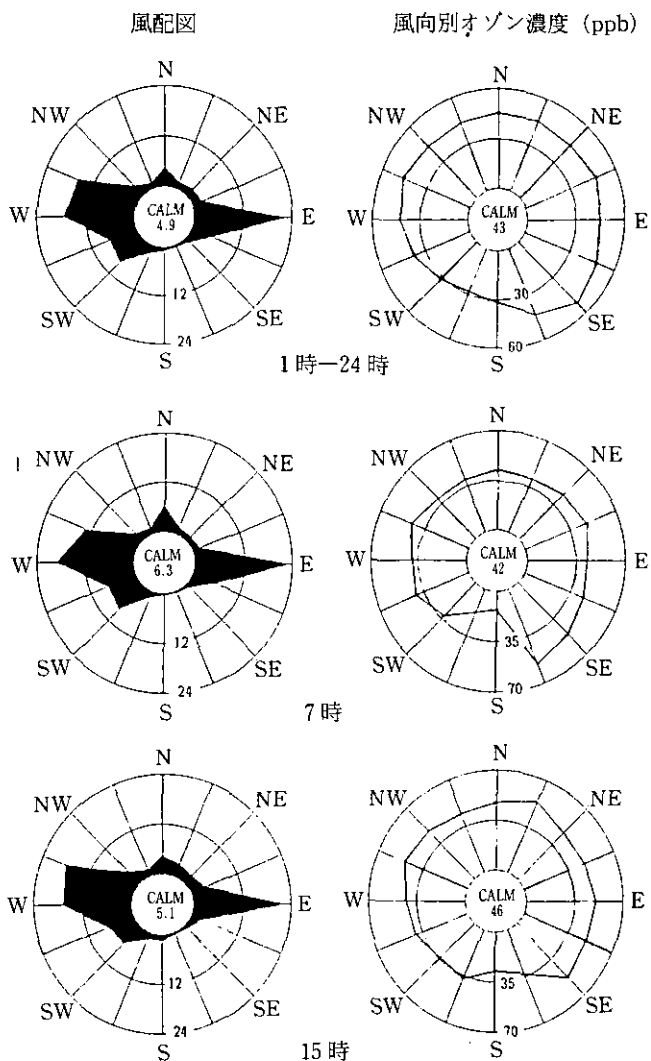 風配図 風向別オゾン濃度 (ppb)
N N
NW NE NW NE
W CALM E W CALM E
4.9 43
12 30
SW SE SW SE
24 60
S S
1時—24時
N N
NW NE NW NE
CALM CALM
W 6.3 E W 42 E
12 35
SW SE SW SE
24 70
S S
7時
N N
NW NE NW NE
W CALM E W CALM E
5.1 46
12 35
SW SE SW SE
24 70
S S
15時